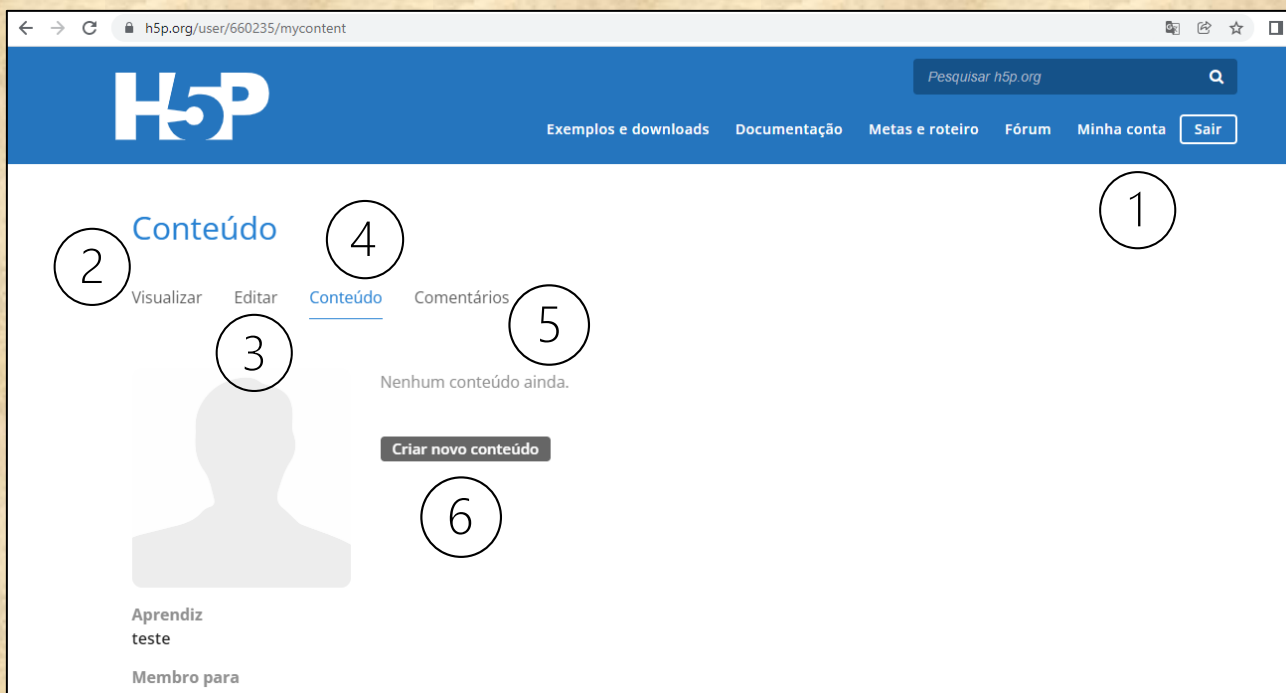 h5p.org/user/660235/mycontent
H5P
Pesquisar h5p.org
Exemplos e downloads Documentação Metas e roteiro Fórum Minha conta Sair
1
Conteúdo
4
2
Visualizar Editar Conteúdo Comentários
5
3
Nenhum conteúdo ainda.
Criar novo conteúdo
6
Aprendiz
teste
Membro para